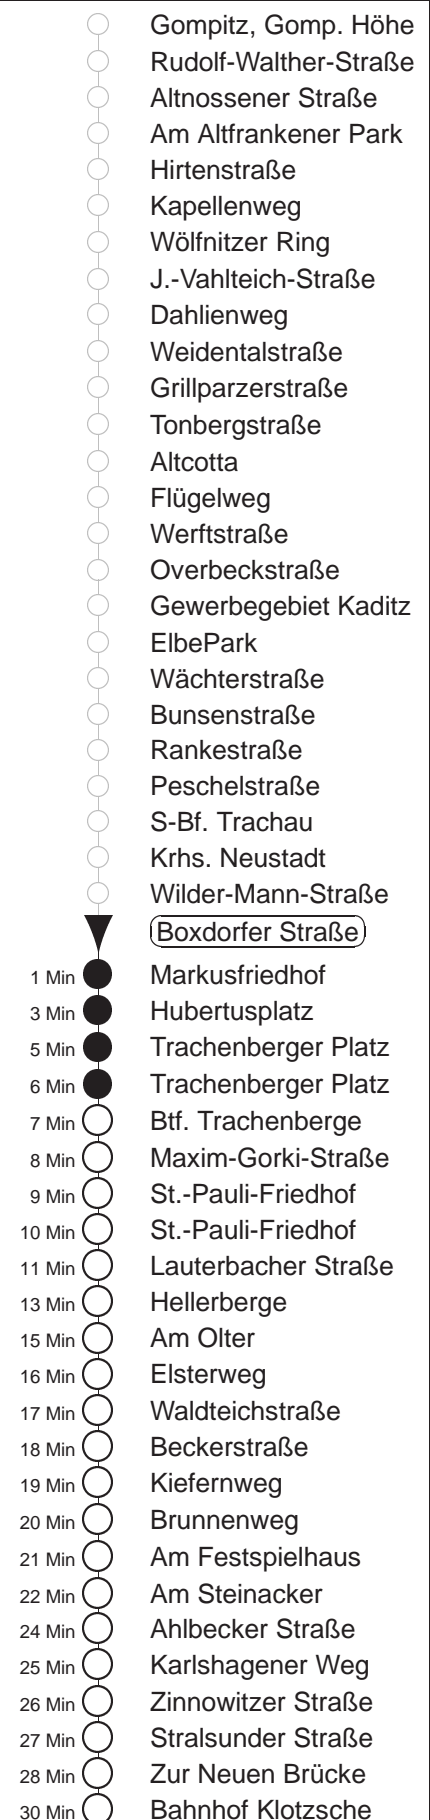 Gompitz, Gomp. Höhe
Rudolf-Walther-Straße
Altnossener Straße
Am Altfrankener Park
Hirtenstraße
Kapellenweg
Wölfnitzer Ring
J.-Vahlteich-Straße
Dahlienweg
Weidentalstraße
Grillparzerstraße
Tonbergstraße
Altcotta
Flügelweg
Werftstraße
Overbeckstraße
Gewerbegebiet Kaditz
ElbePark
Wächterstraße
Bunsenstraße
Rankestraße
Peschelstraße
S-Bf. Trachau
Krhs. Neustadt
Wilder-Mann-Straße
Boxdorfer Straße
1 Min Markusfriedhof
3 Min Hubertusplatz
5 Min Trachenberger Platz
6 Min Trachenberger Platz
7 Min Btf. Trachenberge
8 Min Maxim-Gorki-Straße
9 Min St.-Pauli-Friedhof
10 Min St.-Pauli-Friedhof
11 Min Lauterbacher Straße
13 Min Hellerberge
15 Min Am Olter
16 Min Elsterweg
17 Min Waldteichstraße
18 Min Beckerstraße
19 Min Kiefernweg
20 Min Brunnenweg
21 Min Am Festspielhaus
22 Min Am Steinacker
24 Min Ahlbecker Straße
25 Min Karlshagener Weg
26 Min Zinnowitzer Straße
27 Min Stralsunder Straße
28 Min Zur Neuen Brücke
30 Min Bahnhof Klotzsche